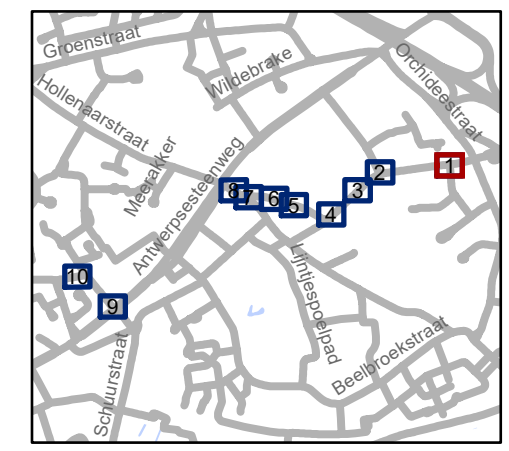 Groenstraat
Orchideestraat
Wildebrake
Hollenaarstraat
Meerakker
Antwerpsesteenweg
1
2
3
8
7
6
5
4
Lijntjespoelpad
10
9
Schuurstraat
Beelbroekstraat